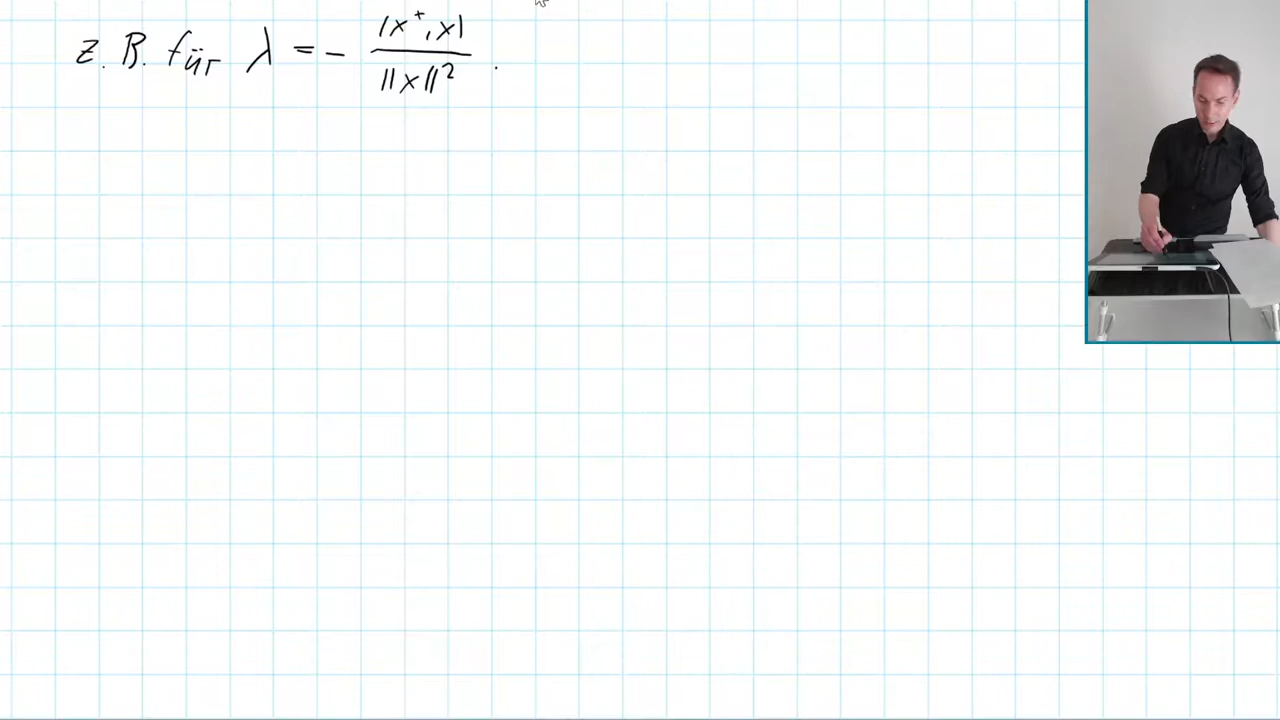 z. B. für λ = - (x⁺, x) / ||x||² .